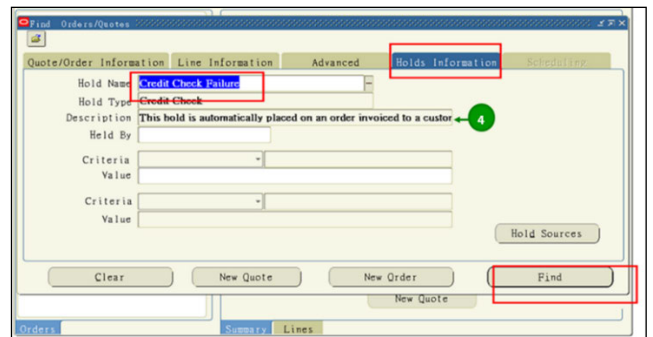 Find Orders/Quotes
Quote/Order Information Line Information Advanced Holds Information Scheduling
Hold Name Credit Check Failure
Hold Type Credit Check
Description This hold is automatically placed on an order invoiced to a custor 4
Held By
Criteria
Value
Criteria
Value
Hold Sources
Clear New Quote New Order Find
New Quote
Orders Summary Lines